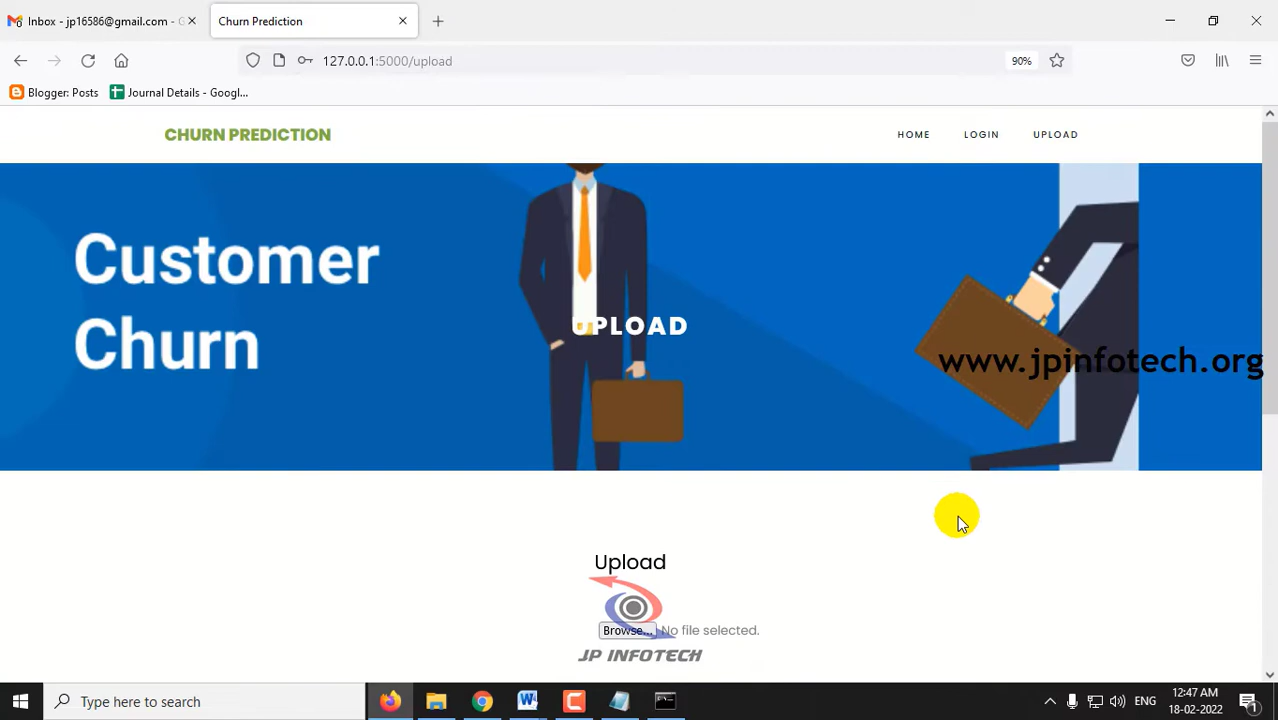 Inbox - jp16586@gmail.com - G
Churn Prediction
127.0.0.1:5000/upload
90%
Blogger: Posts
Journal Details - Googl...
CHURN PREDICTION
HOME
LOGIN
UPLOAD
Customer
Churn
UPLOAD
www.jpinfotech.org
Upload
Browse...
No file selected.
JP INFOTECH
Type here to search
ENG
12:47 AM
18-02-2022
1